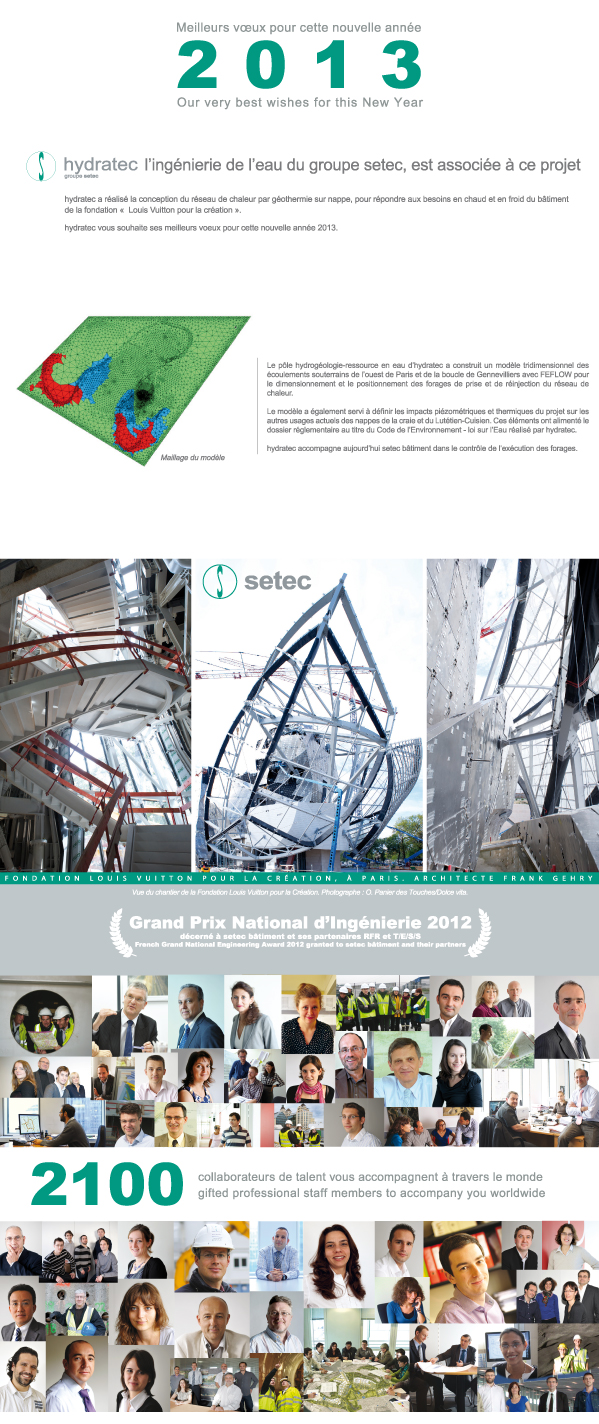 Meilleurs vœux pour cette nouvelle année
2013
Our very best wishes for this New Year
hydratec l'ingénierie de l'eau du groupe setec, est associée à ce projet
groupe setec
hydratec a réalisé la conception du réseau de chaleur par géothermie sur nappe, pour répondre aux besoins en chaud et en froid du bâtiment
de la fondation « Louis Vuitton pour la création ».
hydratec vous souhaite ses meilleurs voeux pour cette nouvelle année 2013.
Le pôle hydrogéologie-ressource en eau d'hydratec a construit un modèle tridimensionnel des
écoulements souterrains de l'ouest de Paris et de la boucle de Gennevilliers avec FEFLOW pour
le dimensionnement et le positionnement des forages de prise et de réinjection du réseau de
chaleur.
Le modèle a également servi à définir les impacts piézométriques et thermiques du projet sur les
autres usages actuels des nappes de la craie et du Lutétien-Cuisien. Ces éléments ont alimenté le
dossier réglementaire au titre du Code de l'Environnement - loi sur l'Eau réalisé par hydratec.
hydratec accompagne aujourd'hui setec bâtiment dans le contrôle de l'exécution des forages.
Maillage du modèle
setec
FONDATION LOUIS VUITTON POUR LA CRÉATION, À PARIS. ARCHITECTE FRANK GEHRY
Vue du chantier de la Fondation Louis Vuitton pour la Création. Photographe : O. Panier des Touches/Dolce vita.
Grand Prix National d'Ingénierie 2012
décerné à setec bâtiment et ses partenaires RFR et T/E/S/S
French Grand National Engineering Award 2012 granted to setec bâtiment and their partners
2100
collaborateurs de talent vous accompagnent à travers le monde
gifted professional staff members to accompany you worldwide